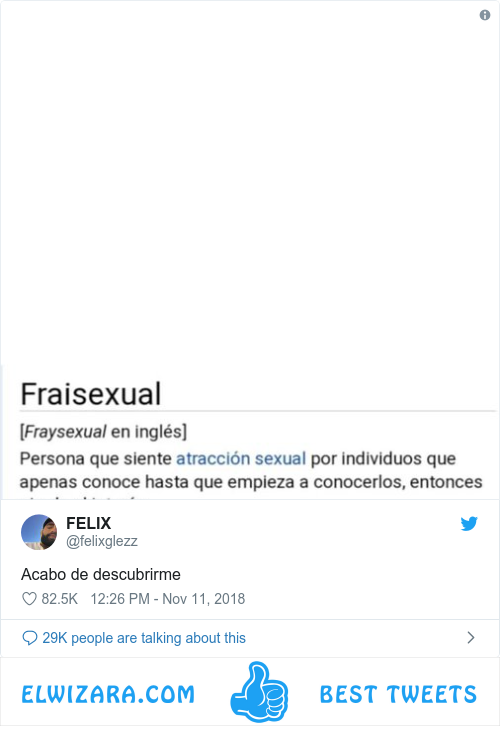 Fraisexual
[Fraysexual en inglés]
Persona que siente atracción sexual por individuos que
apenas conoce hasta que empieza a conocerlos, entonces
FELIX
@felixglezz
Acabo de descubrirme
82.5K 12:26 PM - Nov 11, 2018
29K people are talking about this
ELWIZARA.COM BEST TWEETS